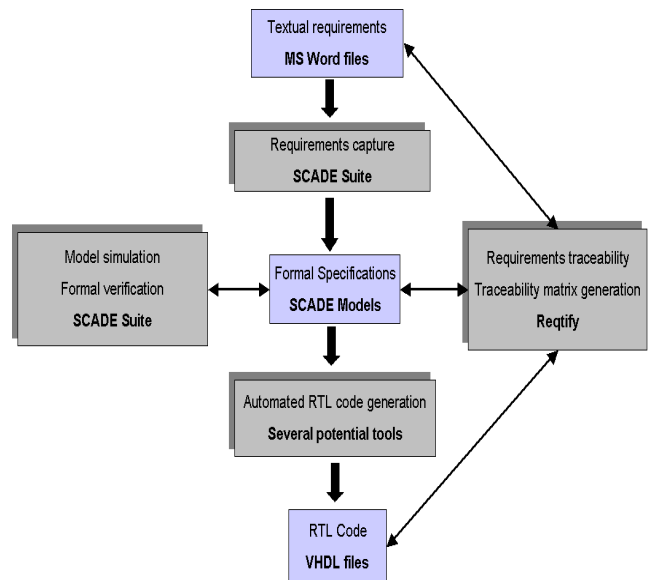 Textual requirements
MS Word files
Requirements capture
SCADE Suite
Model simulation
Formal verification
SCADE Suite
Formal Specifications
SCADE Models
Requirements traceability
Traceability matrix generation
Reqtify
Automated RTL code generation
Several potential tools
RTL Code
VHDL files